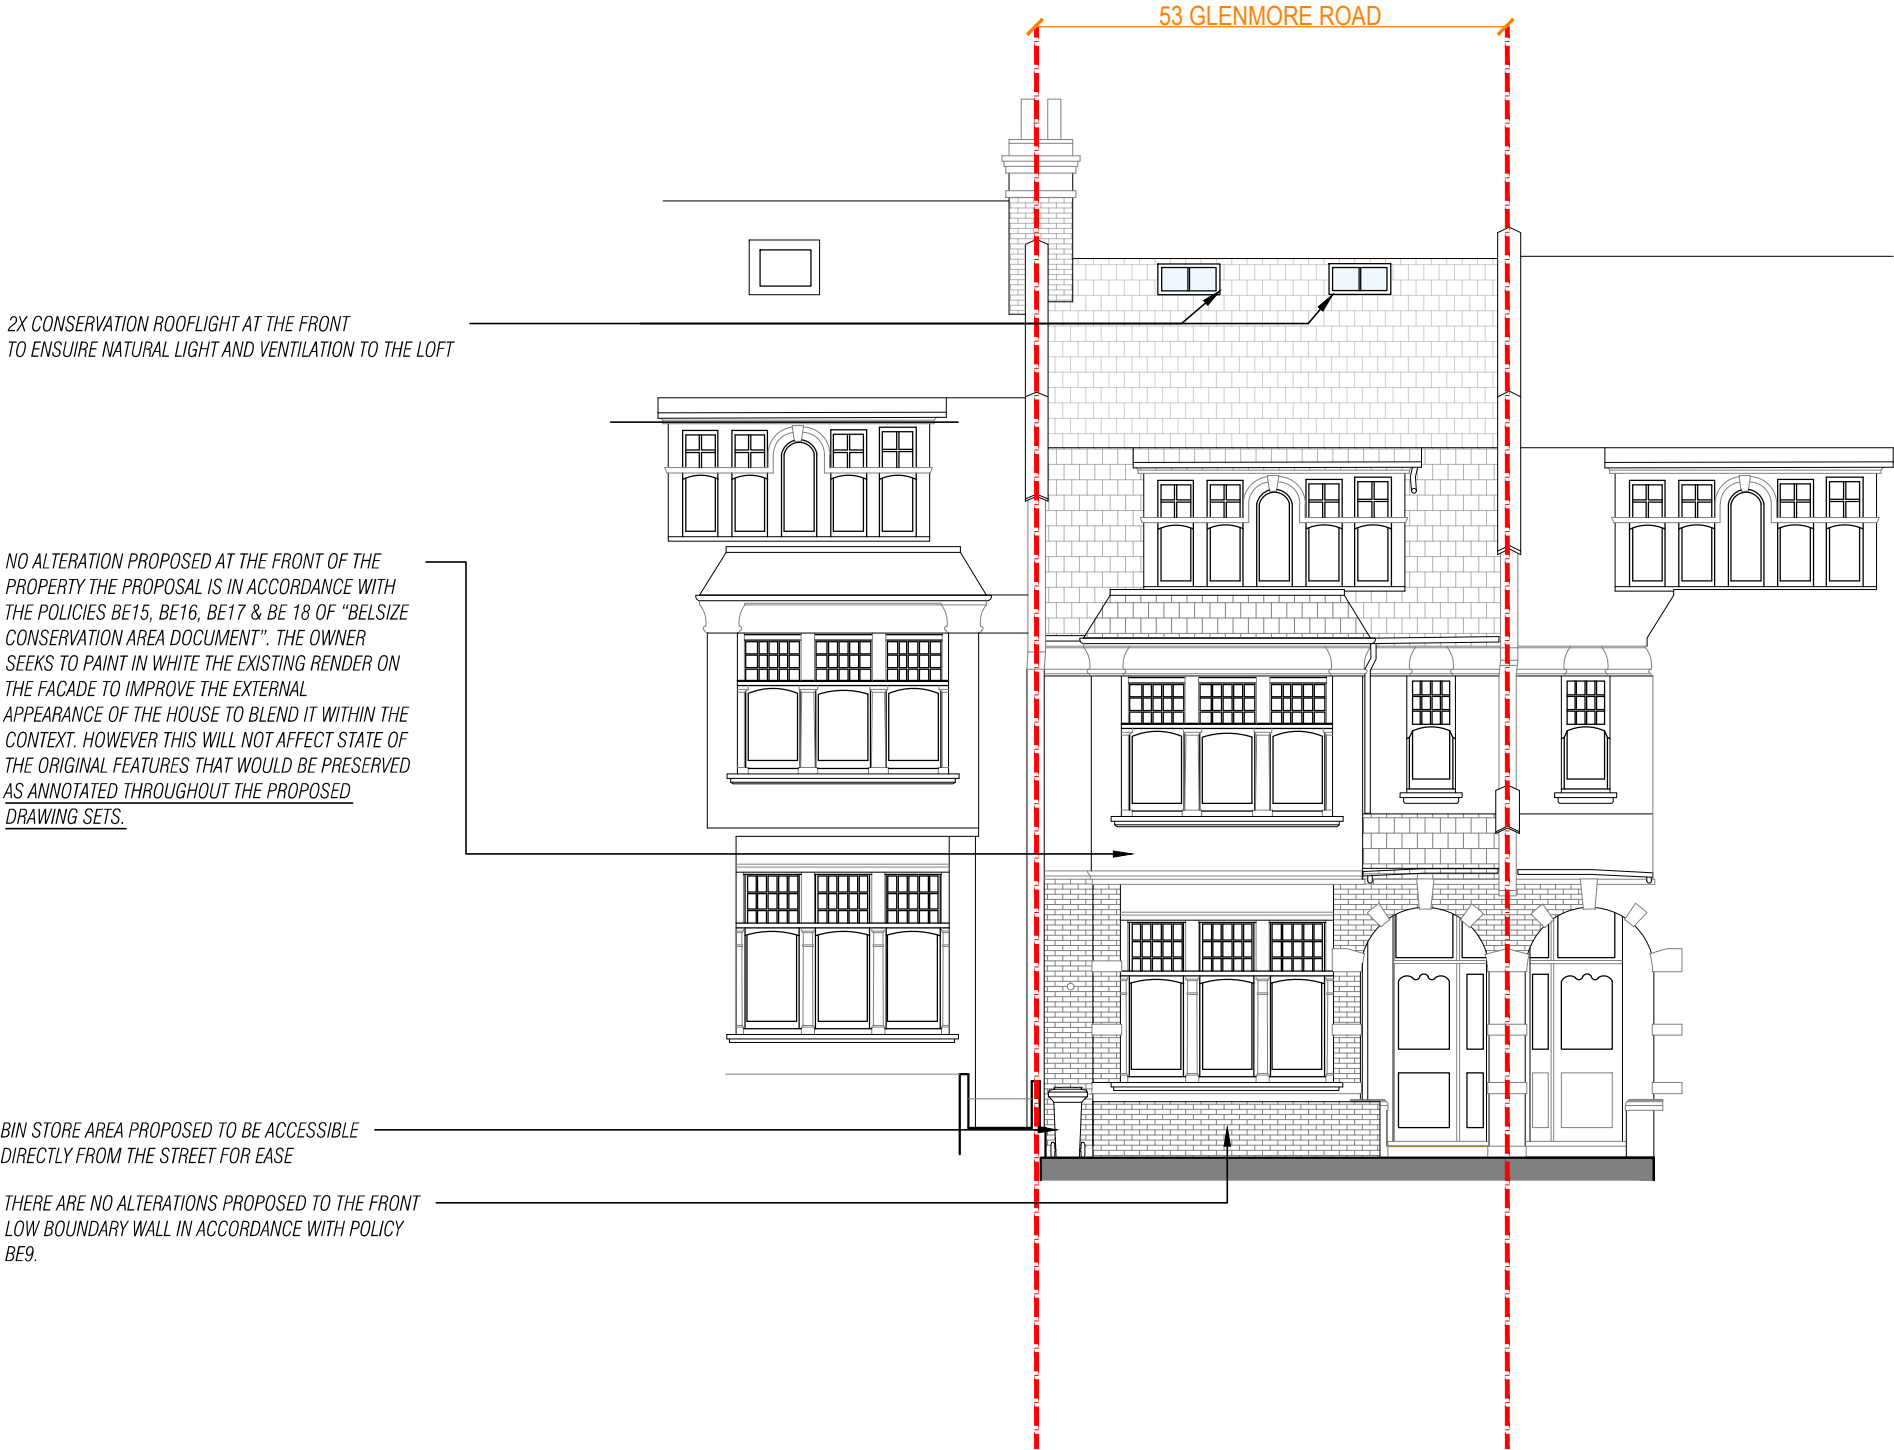 53 GLENMORE ROAD
2X CONSERVATION ROOFLIGHT AT THE FRONT
TO ENSUIRE NATURAL LIGHT AND VENTILATION TO THE LOFT
NO ALTERATION PROPOSED AT THE FRONT OF THE
PROPERTY THE PROPOSAL IS IN ACCORDANCE WITH
THE POLICIES BE15, BE16, BE17 & BE 18 OF “BELSIZE
CONSERVATION AREA DOCUMENT”. THE OWNER
SEEKS TO PAINT IN WHITE THE EXISTING RENDER ON
THE FACADE TO IMPROVE THE EXTERNAL
APPEARANCE OF THE HOUSE TO BLEND IT WITHIN THE
CONTEXT. HOWEVER THIS WILL NOT AFFECT STATE OF
THE ORIGINAL FEATURES THAT WOULD BE PRESERVED
AS ANNOTATED THROUGHOUT THE PROPOSED
DRAWING SETS.
BIN STORE AREA PROPOSED TO BE ACCESSIBLE
DIRECTLY FROM THE STREET FOR EASE
THERE ARE NO ALTERATIONS PROPOSED TO THE FRONT
LOW BOUNDARY WALL IN ACCORDANCE WITH POLICY
BE9.